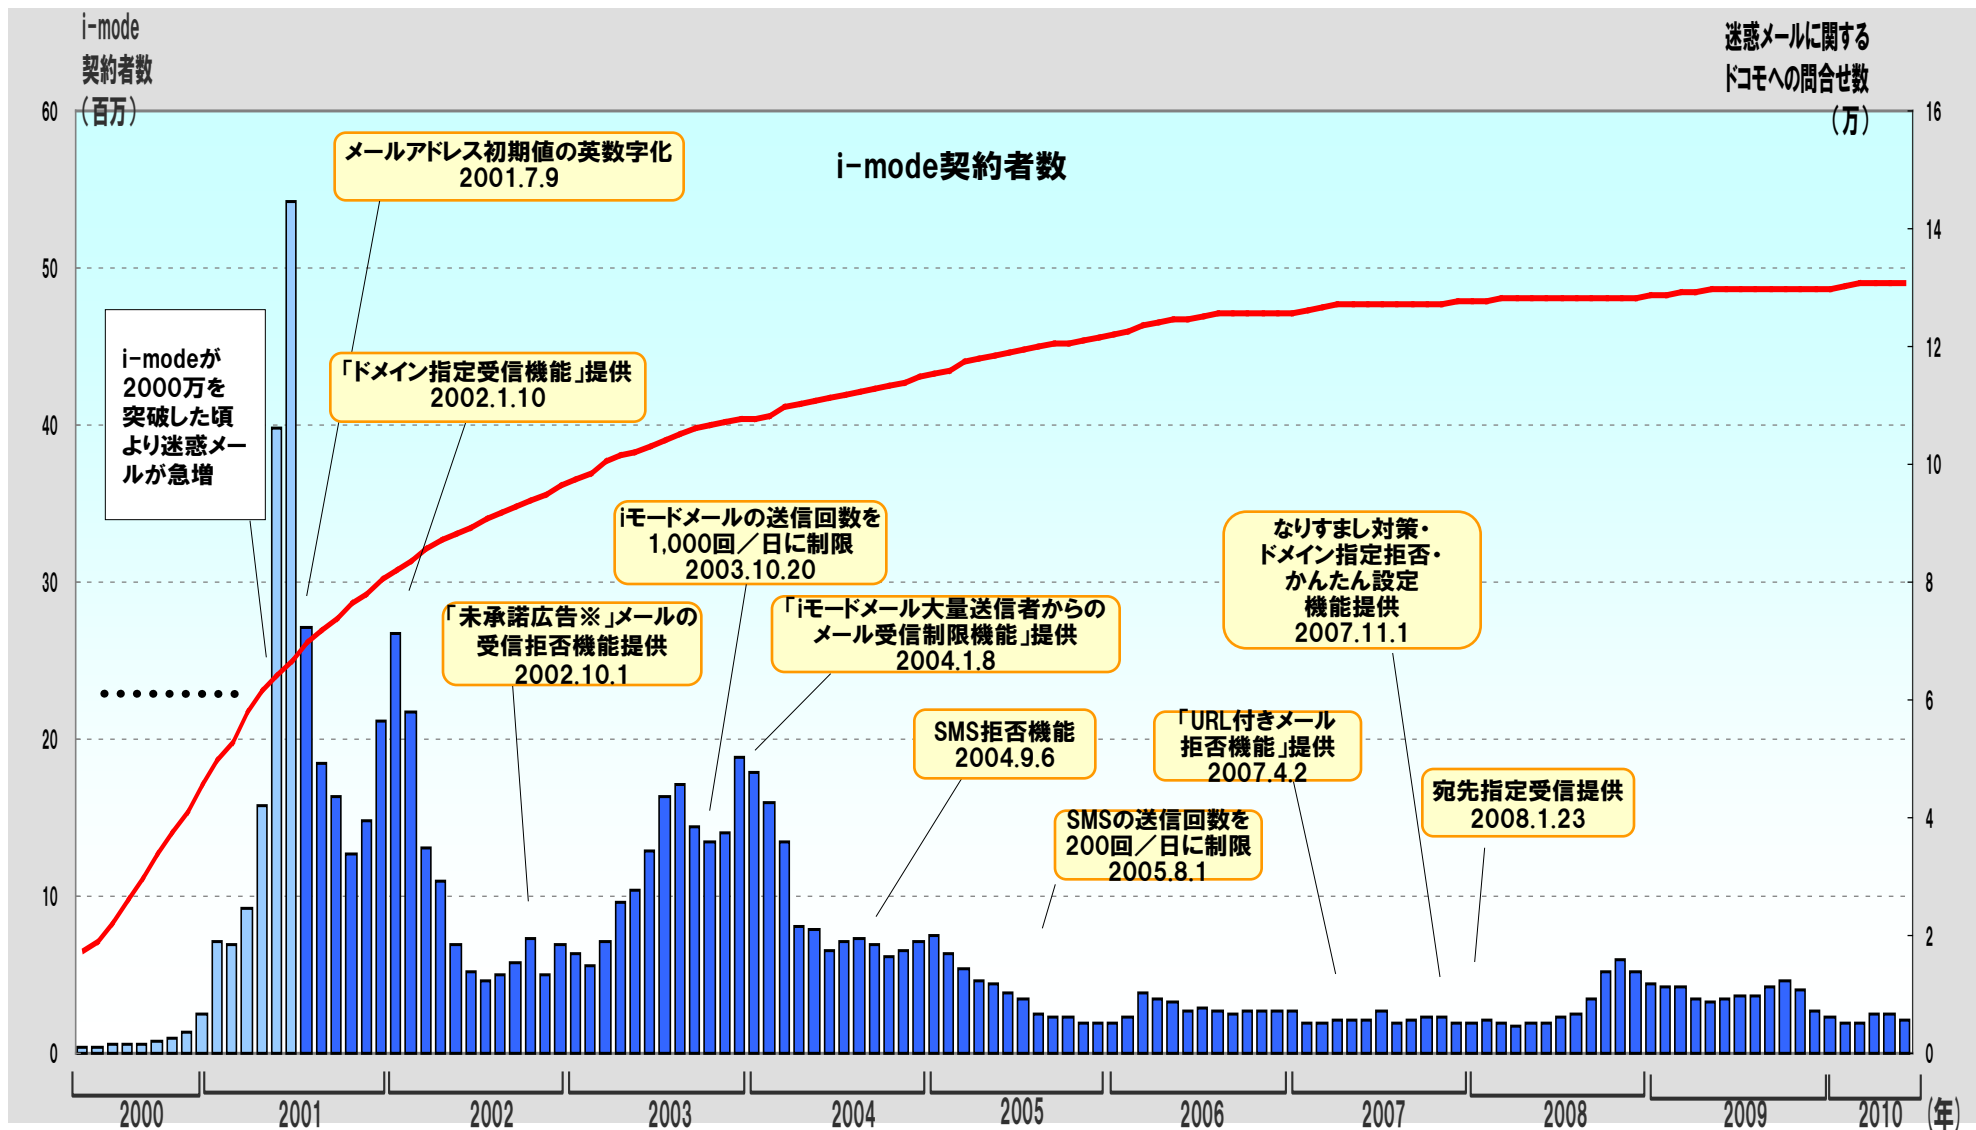 i-mode
契約者数
（百万）
迷惑メールに関する
ドコモへの問合せ数
（万）
60
50
40
30
20
10
0
16
14
12
10
8
6
4
2
0
i-mode契約者数
メールアドレス初期値の英数字化
2001.7.9
i-modeが
2000万を
突破した頃
より迷惑メー
ルが急増
「ドメイン指定受信機能」提供
2002.1.10
iモードメールの送信回数を
1,000回／日に制限
2003.10.20
「未承諾広告※」メールの
受信拒否機能提供
2002.10.1
「iモードメール大量送信者からの
メール受信制限機能」提供
2004.1.8
なりすまし対策・
ドメイン指定拒否・
かんたん設定
機能提供
2007.11.1
SMS拒否機能
2004.9.6
「URL付きメール
拒否機能」提供
2007.4.2
SMSの送信回数を
200回／日に制限
2005.8.1
宛先指定受信提供
2008.1.23
2000
2001
2002
2003
2004
2005
2006
2007
2008
2009
2010
(年)